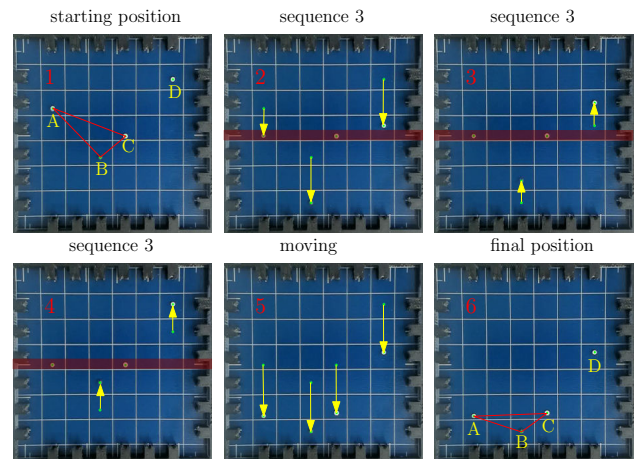 starting position
sequence 3
sequence 3
1
2
3
A
B
C
D
sequence 3
moving
final position
4
5
6
A
B
C
D